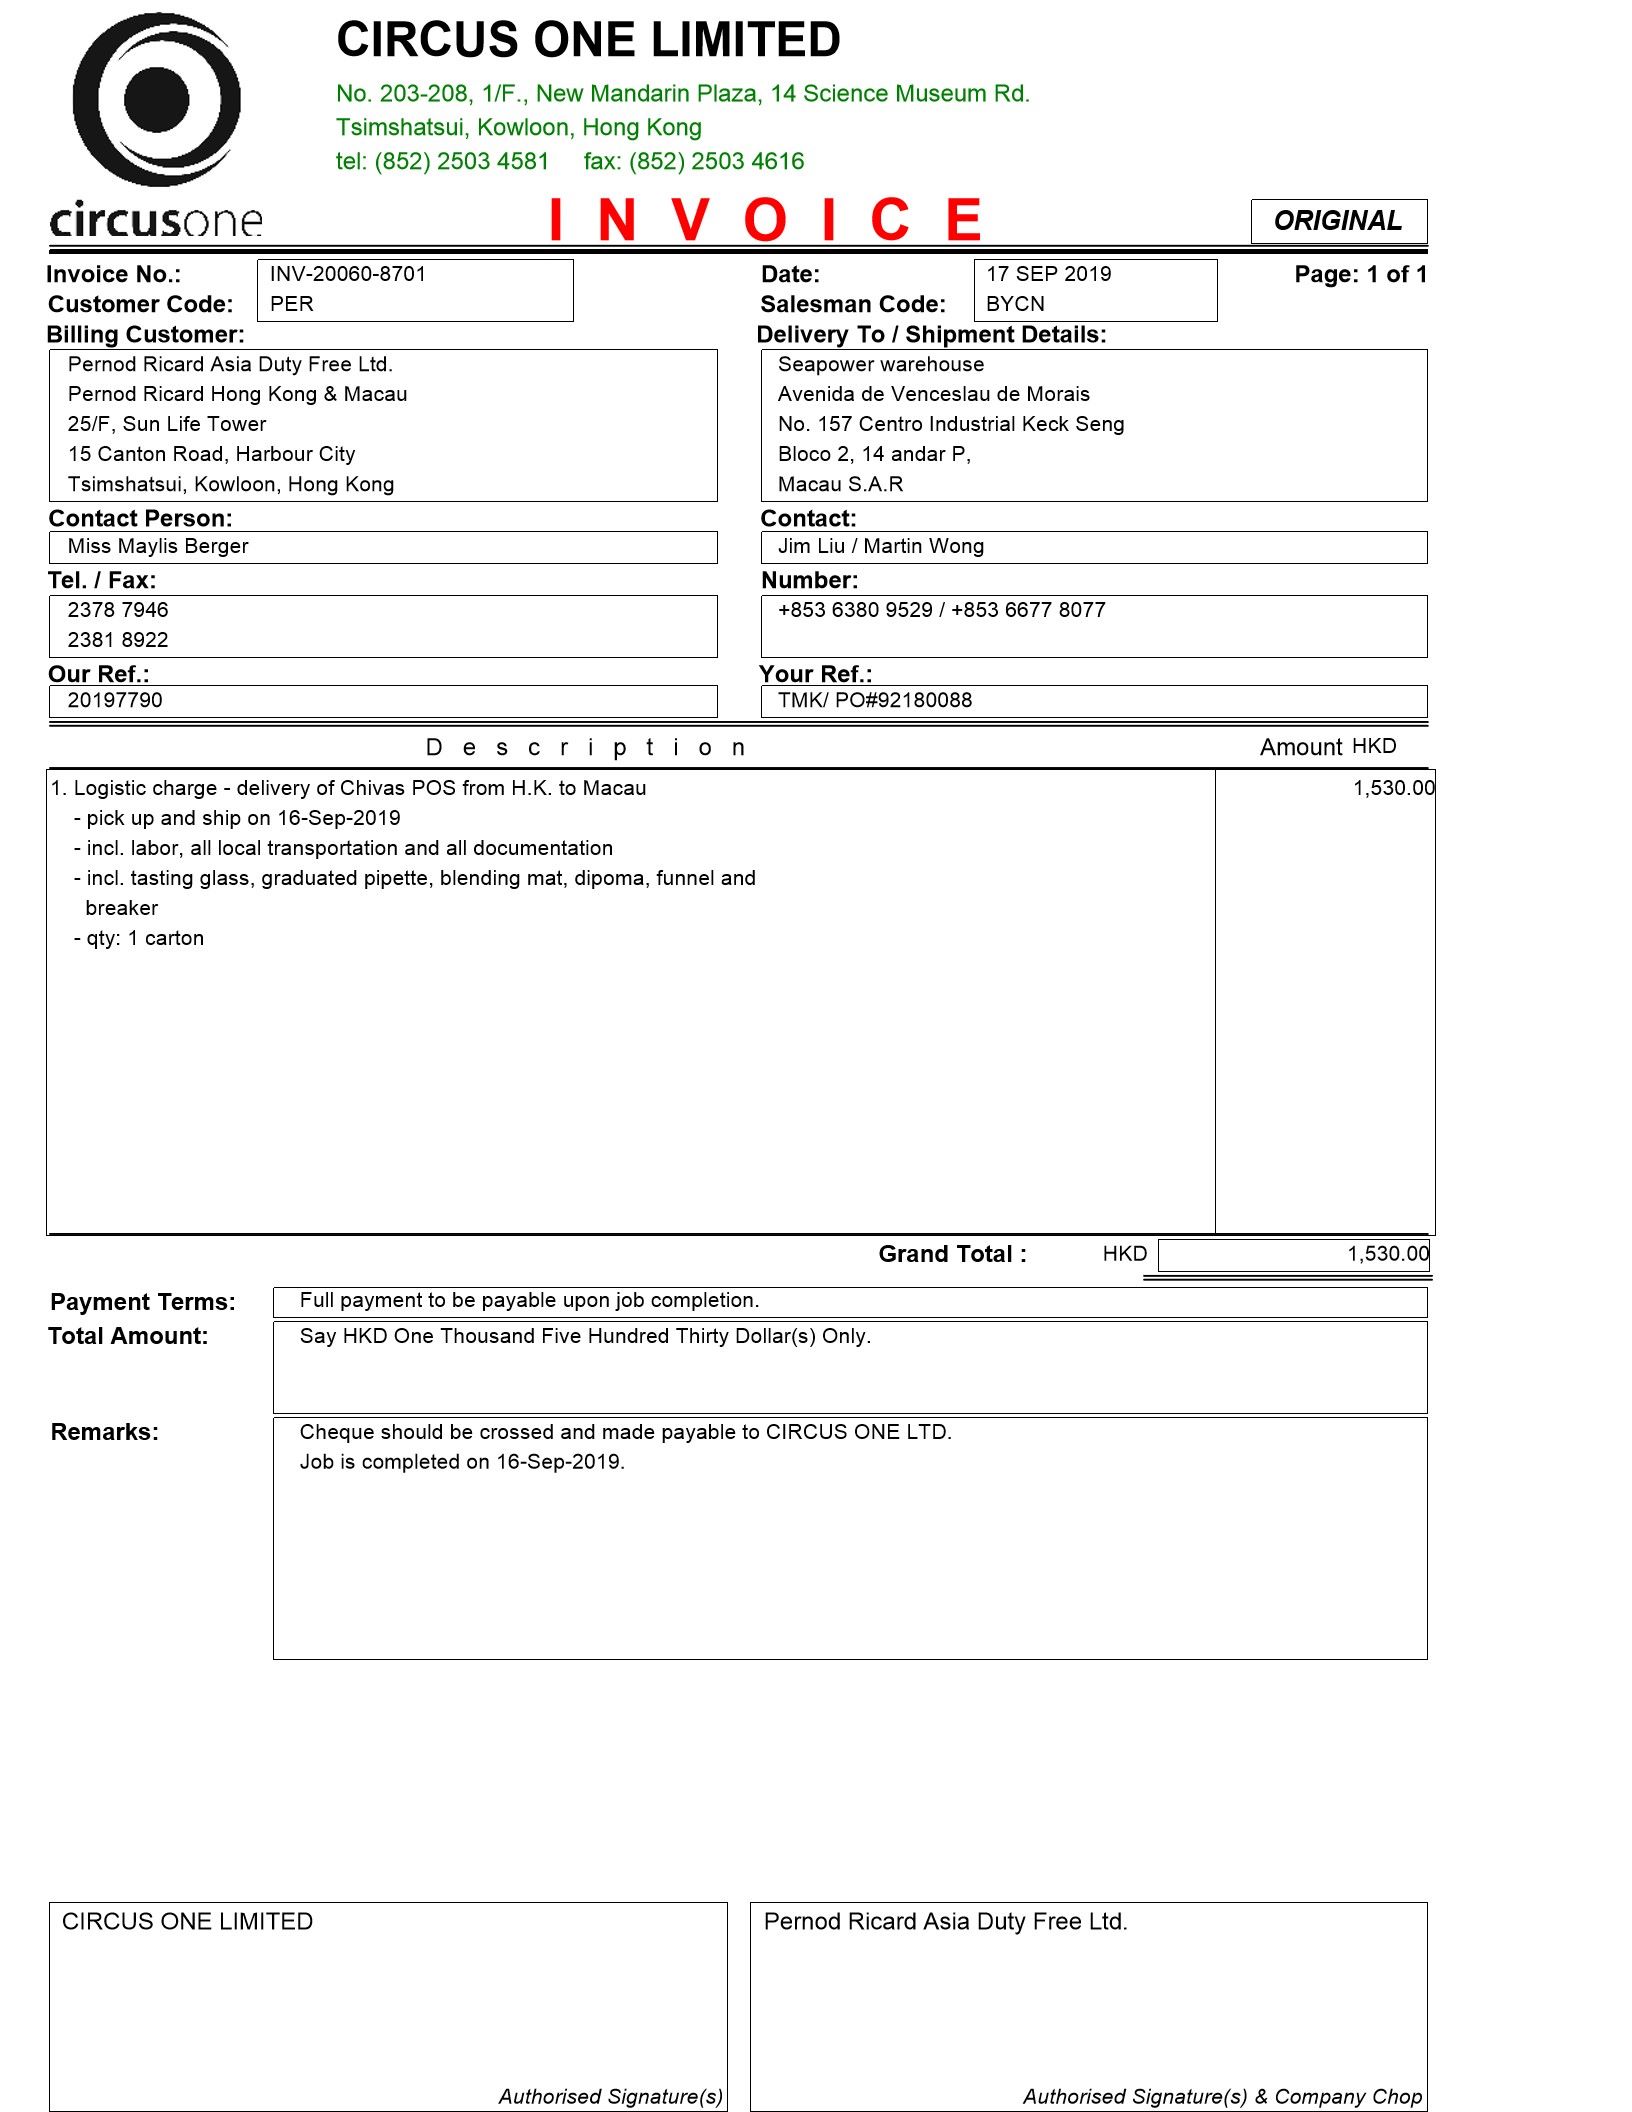 CIRCUS ONE LIMITED
No. 203-208, 1/F., New Mandarin Plaza, 14 Science Museum Rd.
Tsimshatsui, Kowloon, Hong Kong
tel: (852) 2503 4581 fax: (852) 2503 4616
circusone
INVOICE
ORIGINAL
Invoice No.: INV-20060-8701
Date: 17 SEP 2019
Page: 1 of 1
Customer Code: PER
Salesman Code: BYCN
Billing Customer:
Pernod Ricard Asia Duty Free Ltd.
Pernod Ricard Hong Kong & Macau
25/F, Sun Life Tower
15 Canton Road, Harbour City
Tsimshatsui, Kowloon, Hong Kong
Delivery To / Shipment Details:
Seapower warehouse
Avenida de Venceslau de Morais
No. 157 Centro Industrial Keck Seng
Bloco 2, 14 andar P,
Macau S.A.R
Contact Person:
Miss Maylis Berger
Contact:
Jim Liu / Martin Wong
Tel. / Fax:
2378 7946
2381 8922
Number:
+853 6380 9529 / +853 6677 8077
Our Ref.:
20197790
Your Ref.:
TMK/ PO#92180088
Description
Amount HKD
1. Logistic charge - delivery of Chivas POS from H.K. to Macau 1,530.00
- pick up and ship on 16-Sep-2019
- incl. labor, all local transportation and all documentation
- incl. tasting glass, graduated pipette, blending mat, dipoma, funnel and
breaker
- qty: 1 carton
Grand Total : HKD 1,530.00
Payment Terms: Full payment to be payable upon job completion.
Total Amount: Say HKD One Thousand Five Hundred Thirty Dollar(s) Only.
Remarks: Cheque should be crossed and made payable to CIRCUS ONE LTD.
Job is completed on 16-Sep-2019.
CIRCUS ONE LIMITED
Authorised Signature(s)
Pernod Ricard Asia Duty Free Ltd.
Authorised Signature(s) & Company Chop